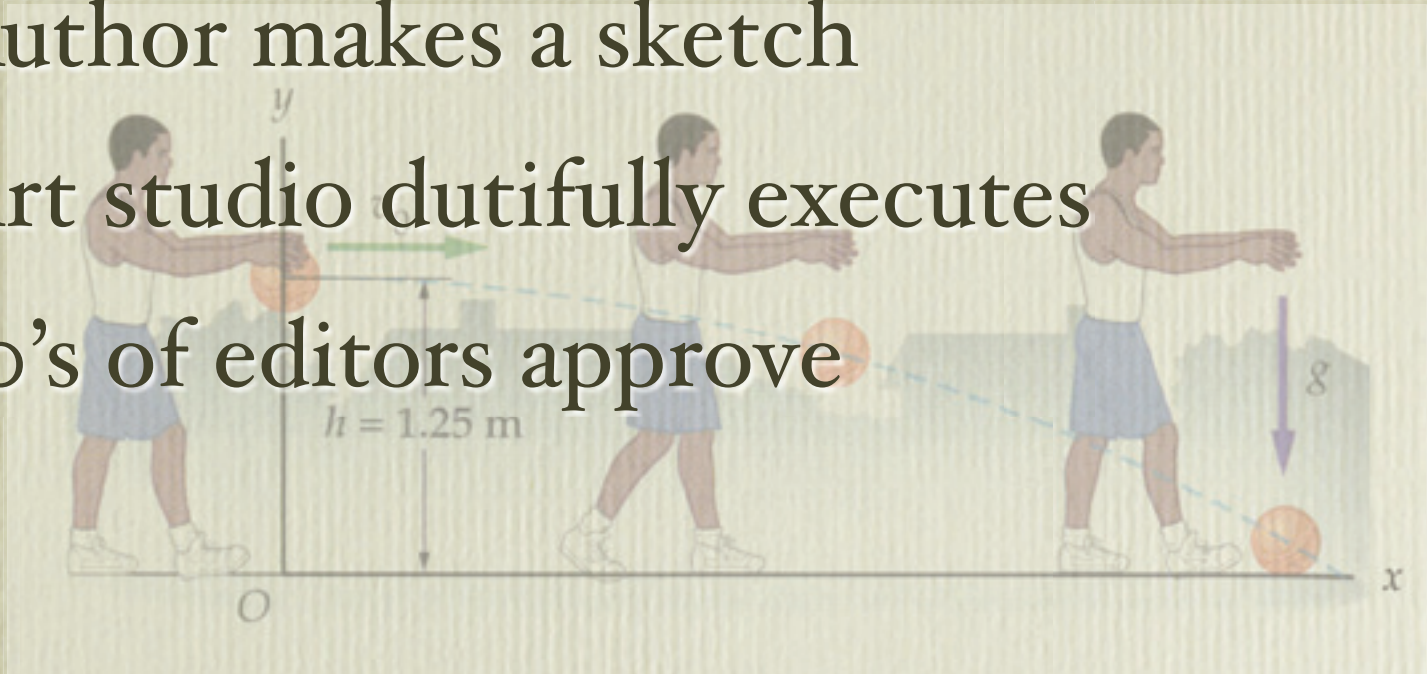 uthor makes a sketch
y
rt studio dutifully executes
o’s of editors approve
g
h = 1.25 m
x
O